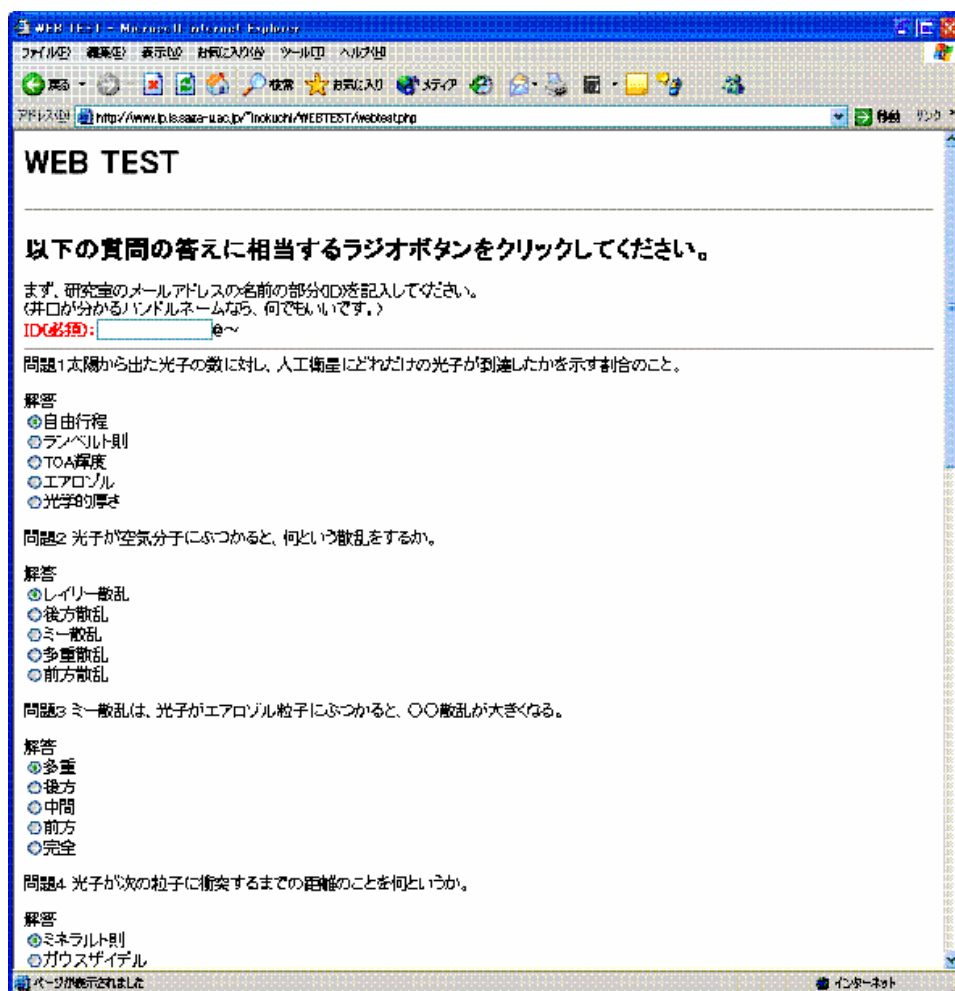 WEB TEST - Microsoft Internet Explorer
ファイル(F) 編集(E) 表示(V) お気に入り(A) ツール(T) ヘルプ(H)
戻る 検索 お気に入り メディア
アドレス(D) 移動 リンク
WEB TEST
以下の質問の答えに相当するラジオボタンをクリックしてください。
まず、研究室のメールアドレスの名前の部分(ID)を記入してください。
(井口が分かるハンドルネームなら、何でもいいです。)
ID(必須): @~
問題1 太陽から出た光子の数に対し、人工衛星にどれだけの光子が到達したかを示す割合のこと。
解答
自由行程
ランベルト則
TOA輝度
エアロゾル
光学的厚さ
問題2 光子が空気分子にぶつかると、何という散乱をするか。
解答
レイリー散乱
後方散乱
ミー散乱
多重散乱
前方散乱
問題3 ミー散乱は、光子がエアロゾル粒子にぶつかると、〇〇散乱が大きくなる。
解答
多重
後方
中間
前方
完全
問題4 光子が次の粒子に衝突するまでの距離のことを何というか。
解答
ミネラルト則
ガウスザイデル
ページが表示されました インターネット